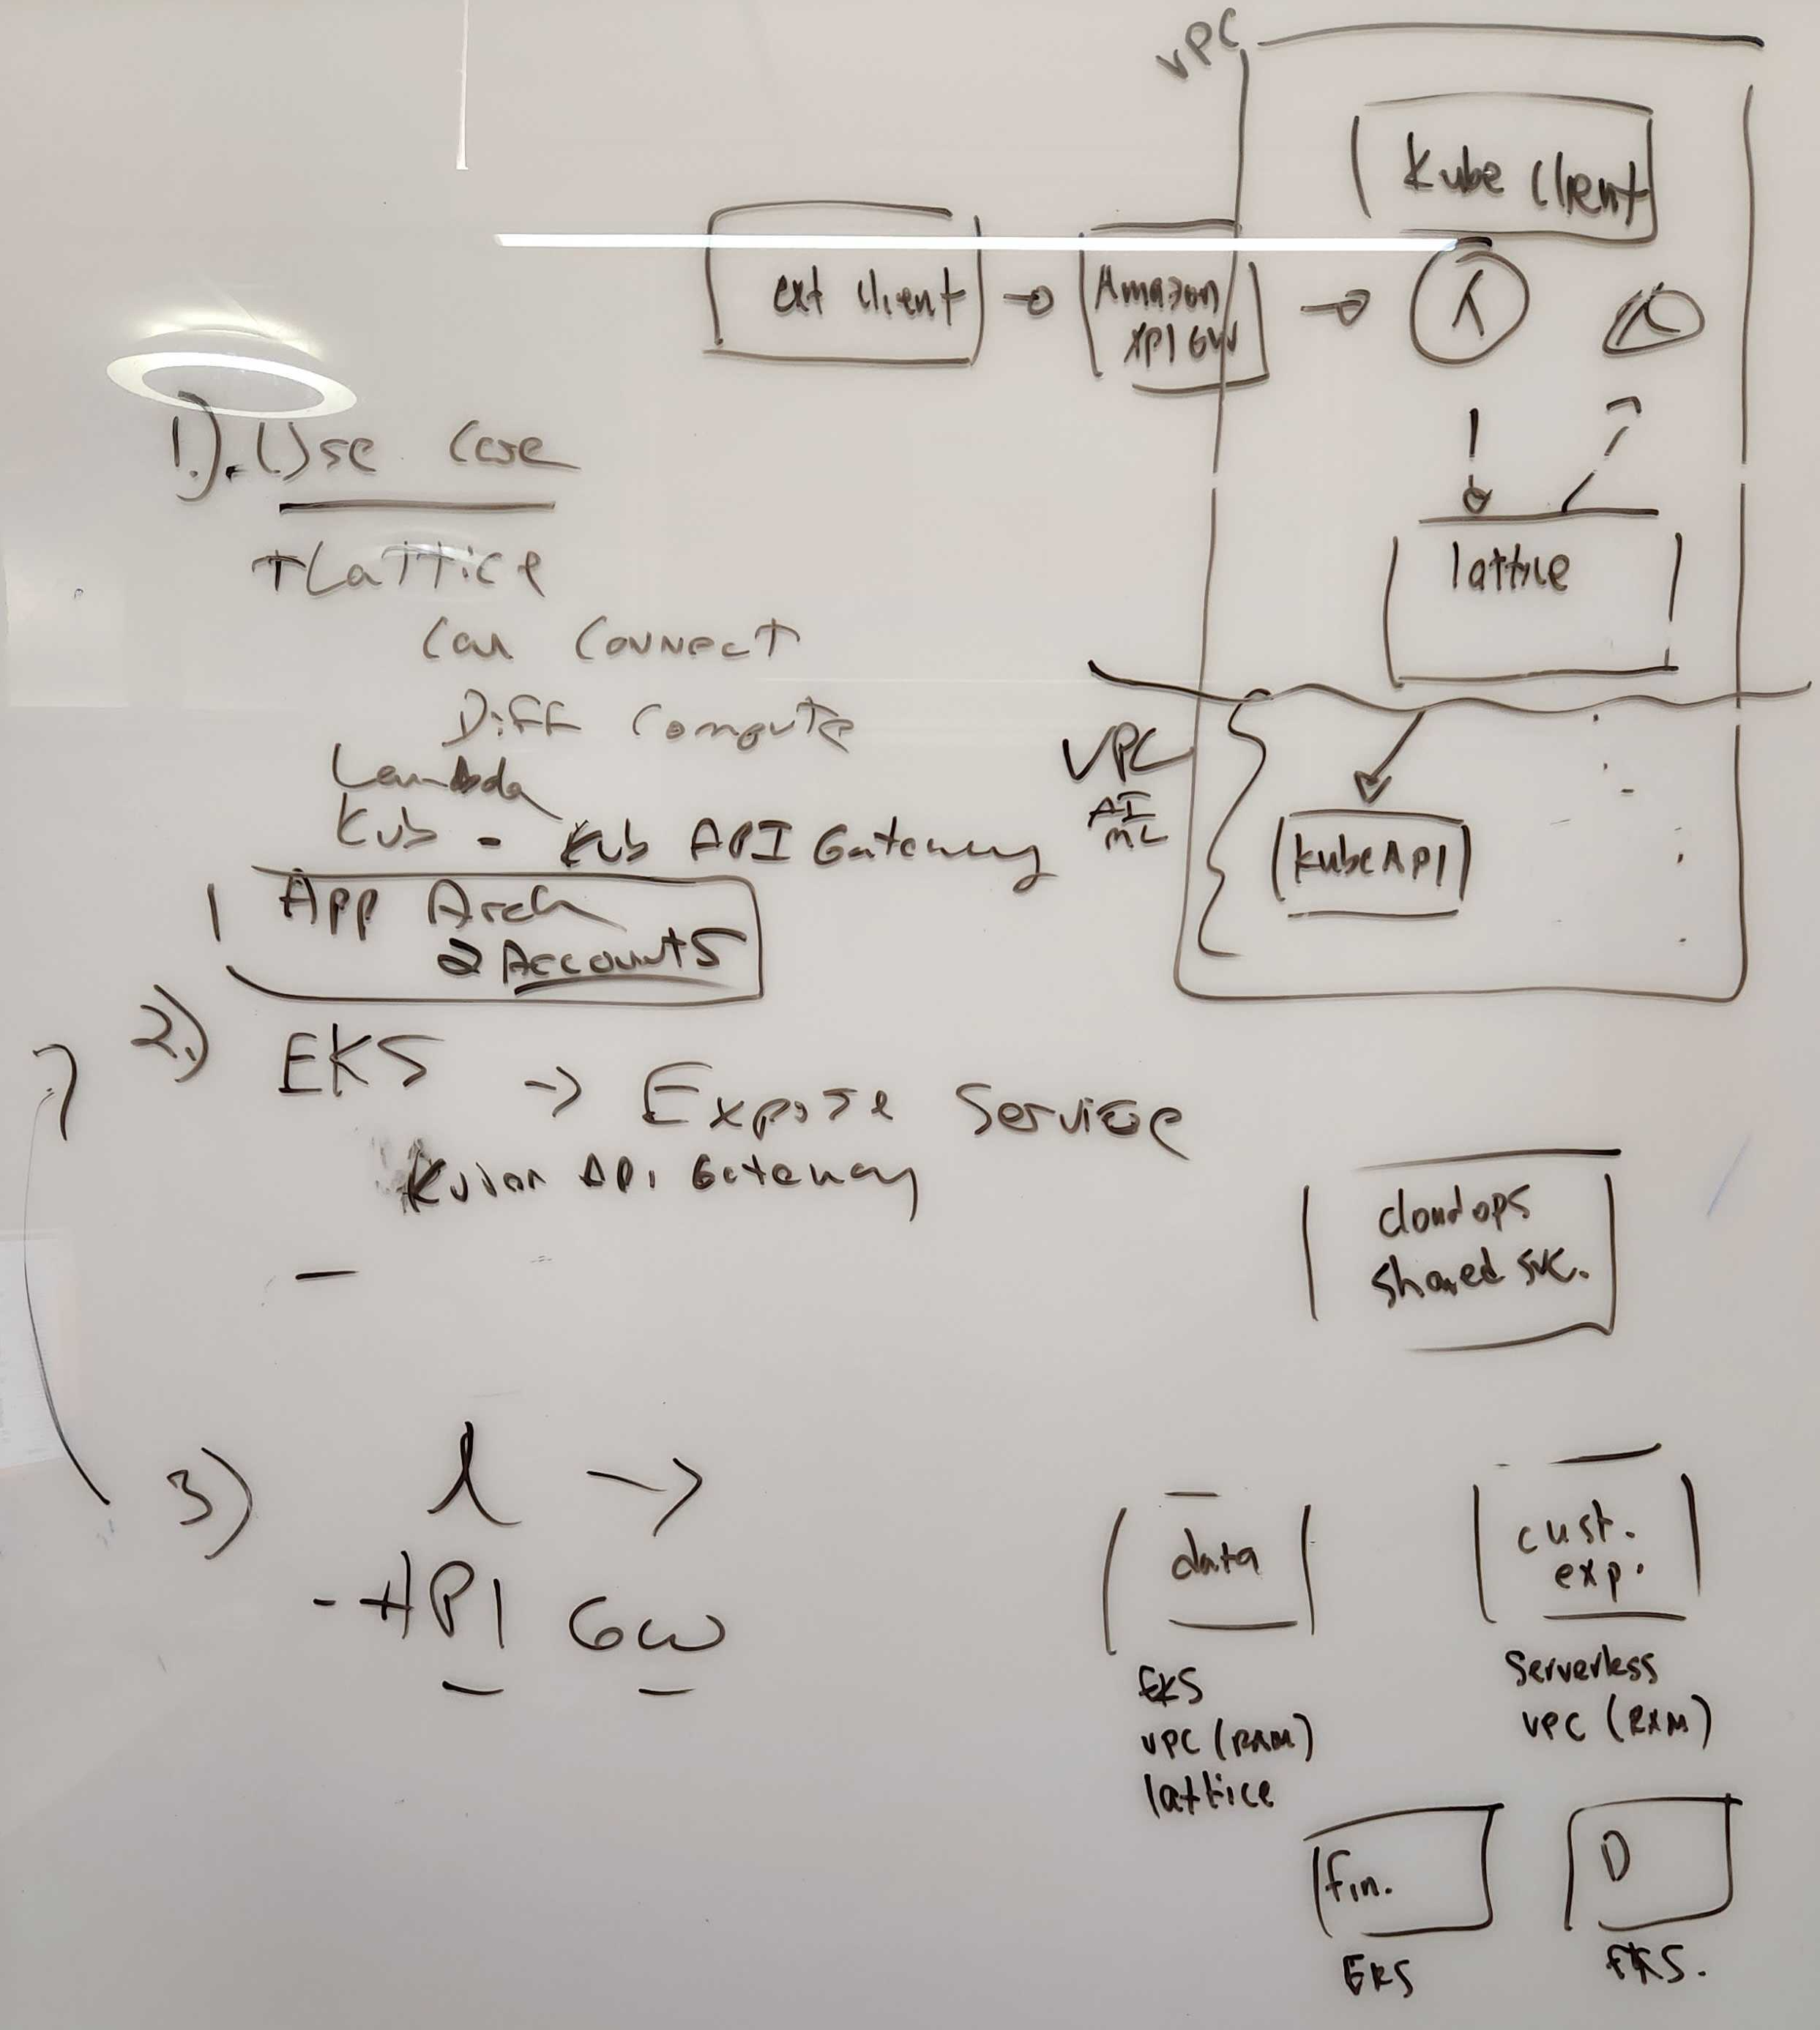 VPC
Kube Client
ext client
Amazon
API GW
λ
lattice
VPC
AI
ML
kubeAPI
1.) Use Case
+Lattice
Can Connect
Diff Compute
Lambda
Kub - Kub API Gateway
App Arch
2 Accounts
2.) EKS → Expose Service
API Gateway
3) λ →
- API GW
cloudops
shared svc.
data
EKS
VPC (RAM)
lattice
cust.
exp.
Serverless
VPC (RAM)
fin.
EKS
D
EKS.